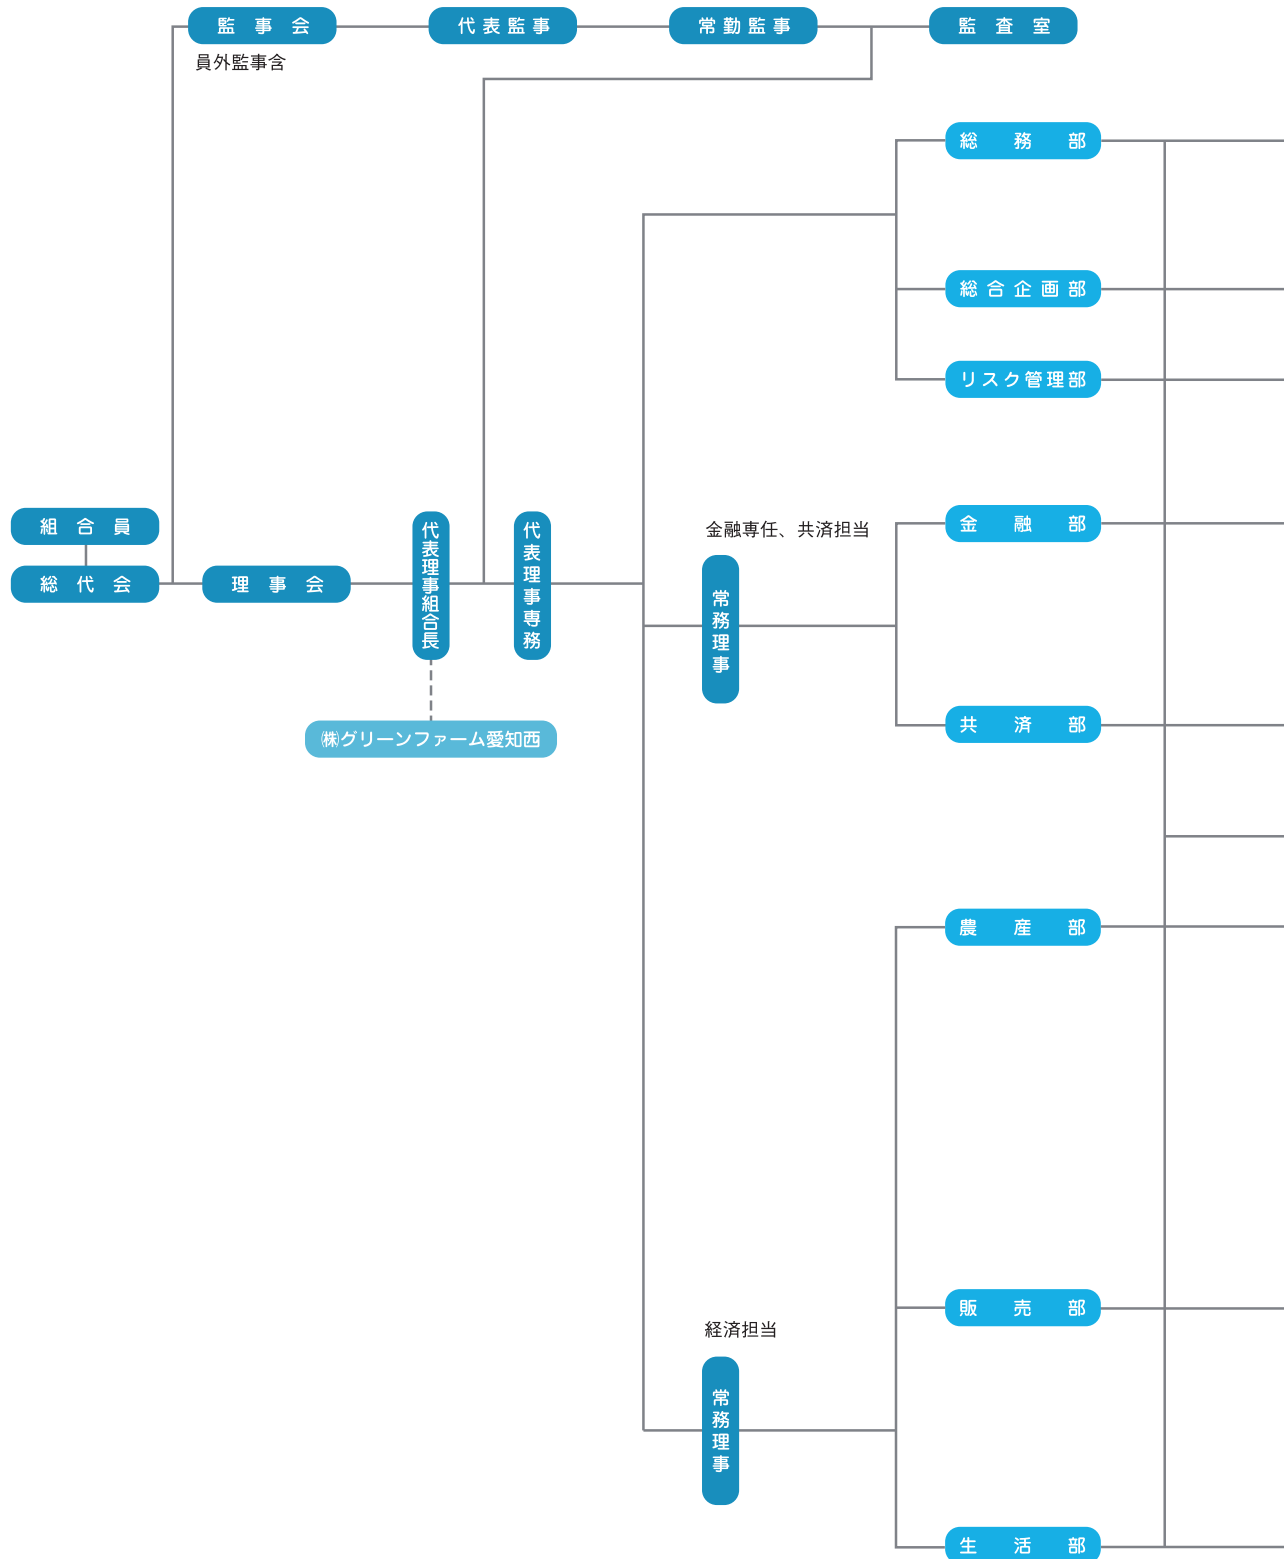 監事会
代表監事
常勤監事
監査室
員外監事含
総務部
総合企画部
リスク管理部
組合員
総代会
理事会
代表理事組合長
代表理事専務
㈱グリーンファーム愛知西
金融専任、共済担当
常務理事
金融部
共済部
農産部
経済担当
常務理事
販売部
生活部